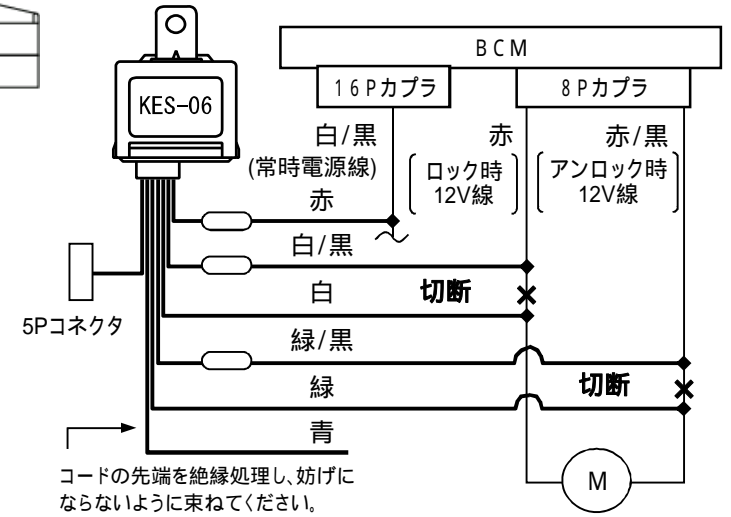 BCM
16Pカプラ
8Pカプラ
KES-06
白/黒
(常時電源線)
赤
ロック時
12V線
赤/黒
アンロック時
12V線
赤
白/黒
白
切断
5Pコネクタ
緑/黒
緑
切断
青
コードの先端を絶縁処理し、妨げに
ならないように束ねてください。
M